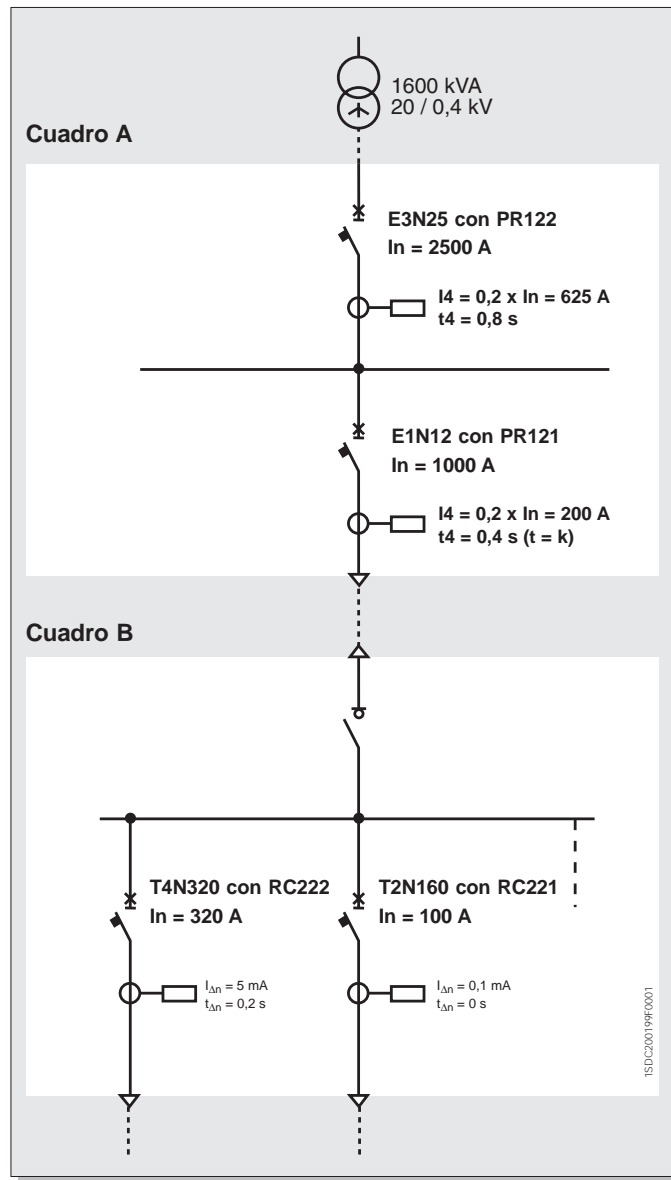 1600 kVA
20 / 0,4 kV
Cuadro A
E3N25 con PR122
In = 2500 A
I4 = 0,2 x In = 625 A
t4 = 0,8 s
E1N12 con PR121
In = 1000 A
I4 = 0,2 x In = 200 A
t4 = 0,4 s (t = k)
Cuadro B
T4N320 con RC222
In = 320 A
IΔn = 5 mA
tΔn = 0,2 s
T2N160 con RC221
In = 100 A
IΔn = 0,1 mA
tΔn = 0 s
1SDC200199F0001